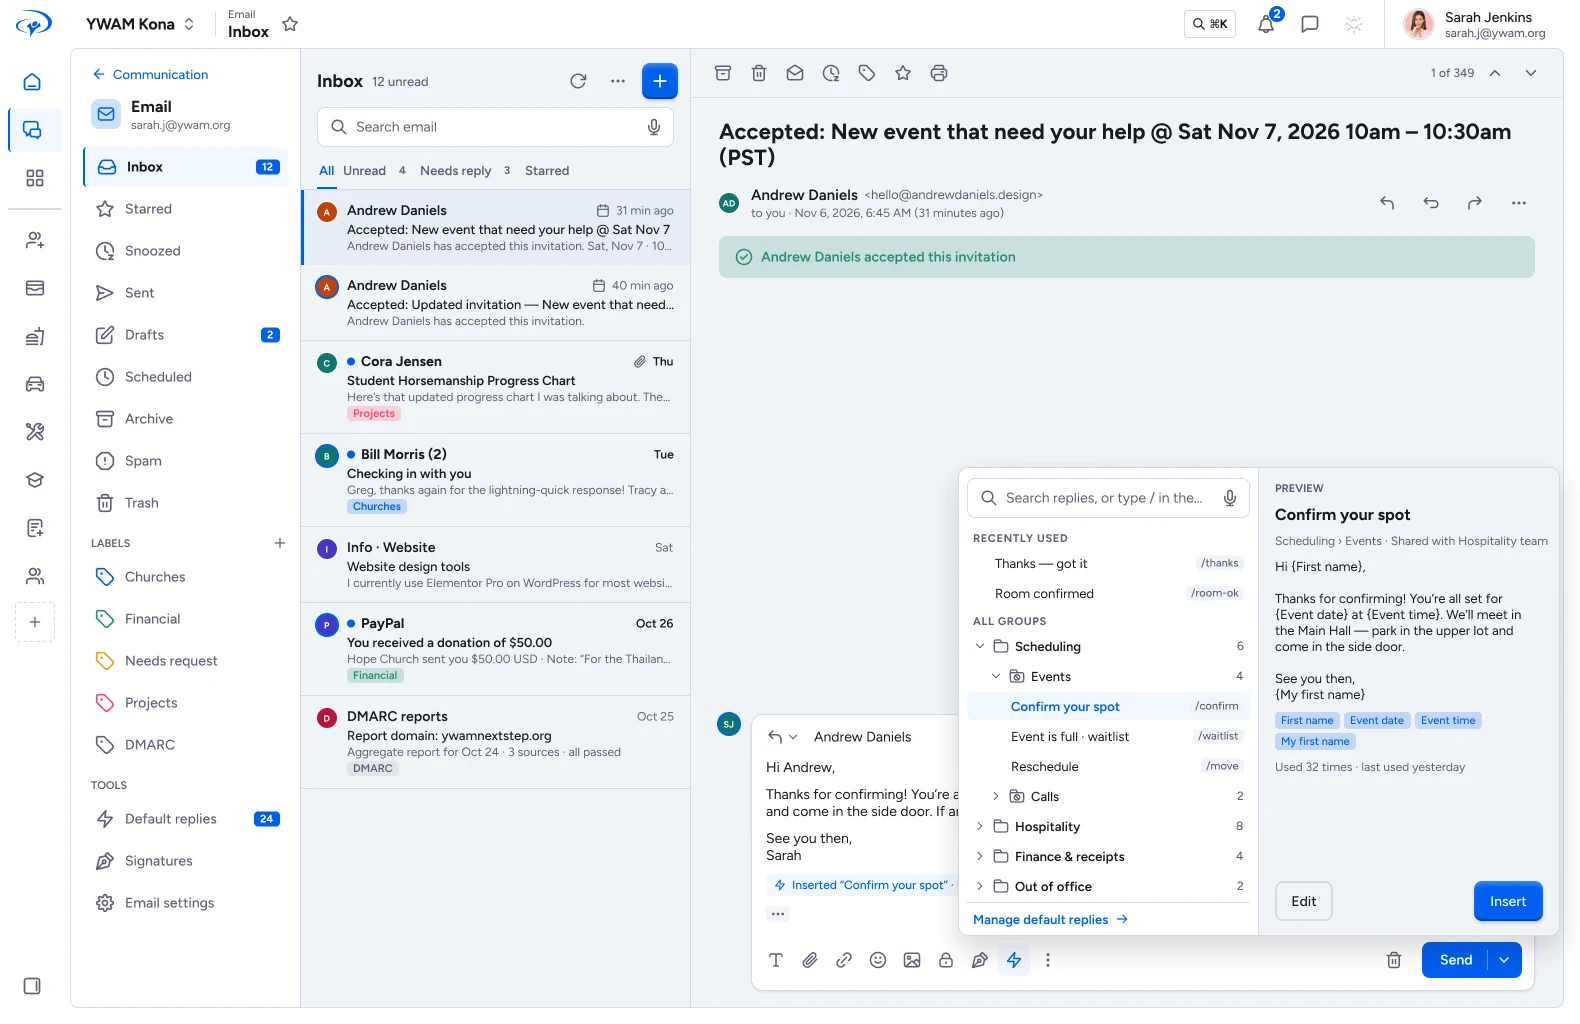 YWAM Kona
Email
Inbox
⌘K
2
Sarah Jenkins
sarah.j@ywam.org
Communication
Email
sarah.j@ywam.org
Inbox
12
Starred
Snoozed
Sent
Drafts
2
Scheduled
Archive
Spam
Trash
LABELS
Churches
Financial
Needs request
Projects
DMARC
TOOLS
Default replies
24
Signatures
Email settings
Inbox 12 unread
Search email
All Unread 4 Needs reply 3 Starred
A
Andrew Daniels 31 min ago
Accepted: New event that need your help @ Sat Nov 7
Andrew Daniels has accepted this invitation. Sat, Nov 7 · 10...
A
Andrew Daniels 40 min ago
Accepted: Updated invitation — New event that need...
Andrew Daniels has accepted this invitation.
C
Cora Jensen Thu
Student Horsemanship Progress Chart
Here's that updated progress chart I was talking about. The...
Projects
B
Bill Morris (2) Tue
Checking in with you
Greg, thanks again for the lightning-quick response! Tracy a...
Churches
I
Info · Website Sat
Website design tools
I currently use Elementor Pro on WordPress for most websi...
P
PayPal Oct 26
You received a donation of $50.00
Hope Church sent you $50.00 USD · Note: “For the Thailan...
Financial
D
DMARC reports Oct 25
Report domain: ywamnextstep.org
Aggregate report for Oct 24 · 3 sources · all passed
DMARC
1 of 349
Accepted: New event that need your help @ Sat Nov 7, 2026 10am – 10:30am
(PST)
AD
Andrew Daniels <hello@andrewdaniels.design>
to you · Nov 6, 2026, 6:45 AM (31 minutes ago)
Andrew Daniels accepted this invitation
SJ
Andrew Daniels
Hi Andrew,
Thanks for confirming! You're a
and come in the side door. If
See you then,
Sarah
Inserted “Confirm your spot” ·
Send
Search replies, or type / in the...
RECENTLY USED
Thanks — got it /thanks
Room confirmed /room-ok
ALL GROUPS
Scheduling 6
Events 4
Confirm your spot /confirm
Event is full · waitlist /waitlist
Reschedule /move
Calls 2
Hospitality 8
Finance & receipts 4
Out of office 2
Manage default replies →
PREVIEW
Confirm your spot
Scheduling › Events · Shared with Hospitality team
Hi {First name},
Thanks for confirming! You're all set for
{Event date} at {Event time}. We'll meet in
the Main Hall — park in the upper lot and
come in the side door.
See you then,
{My first name}
First name Event date Event time
My first name
Used 32 times · last used yesterday
Edit
Insert